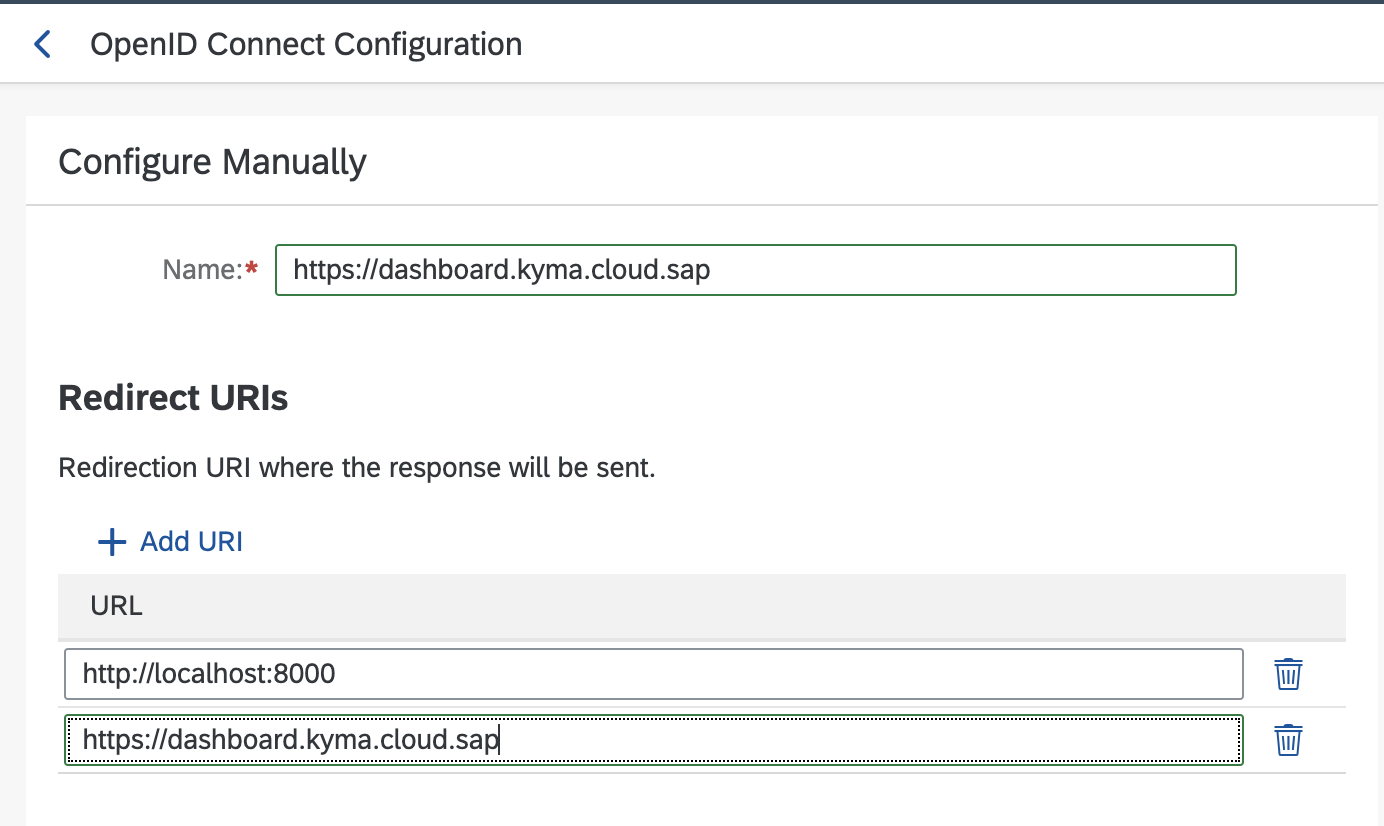 OpenID Connect Configuration
Configure Manually
Name:* https://dashboard.kyma.cloud.sap
Redirect URIs
Redirection URI where the response will be sent.
+ Add URI
URL
http://localhost:8000
https://dashboard.kyma.cloud.sap